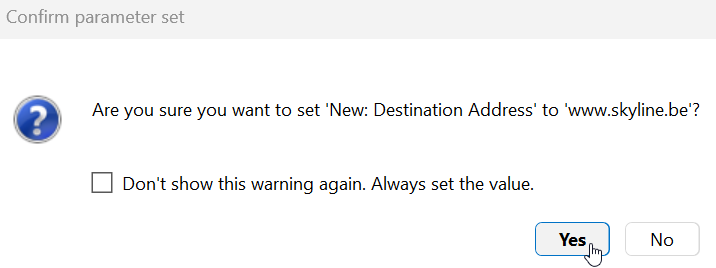 Confirm parameter set
Are you sure you want to set 'New: Destination Address' to 'www.skyline.be'?
Don't show this warning again. Always set the value.
Yes
No